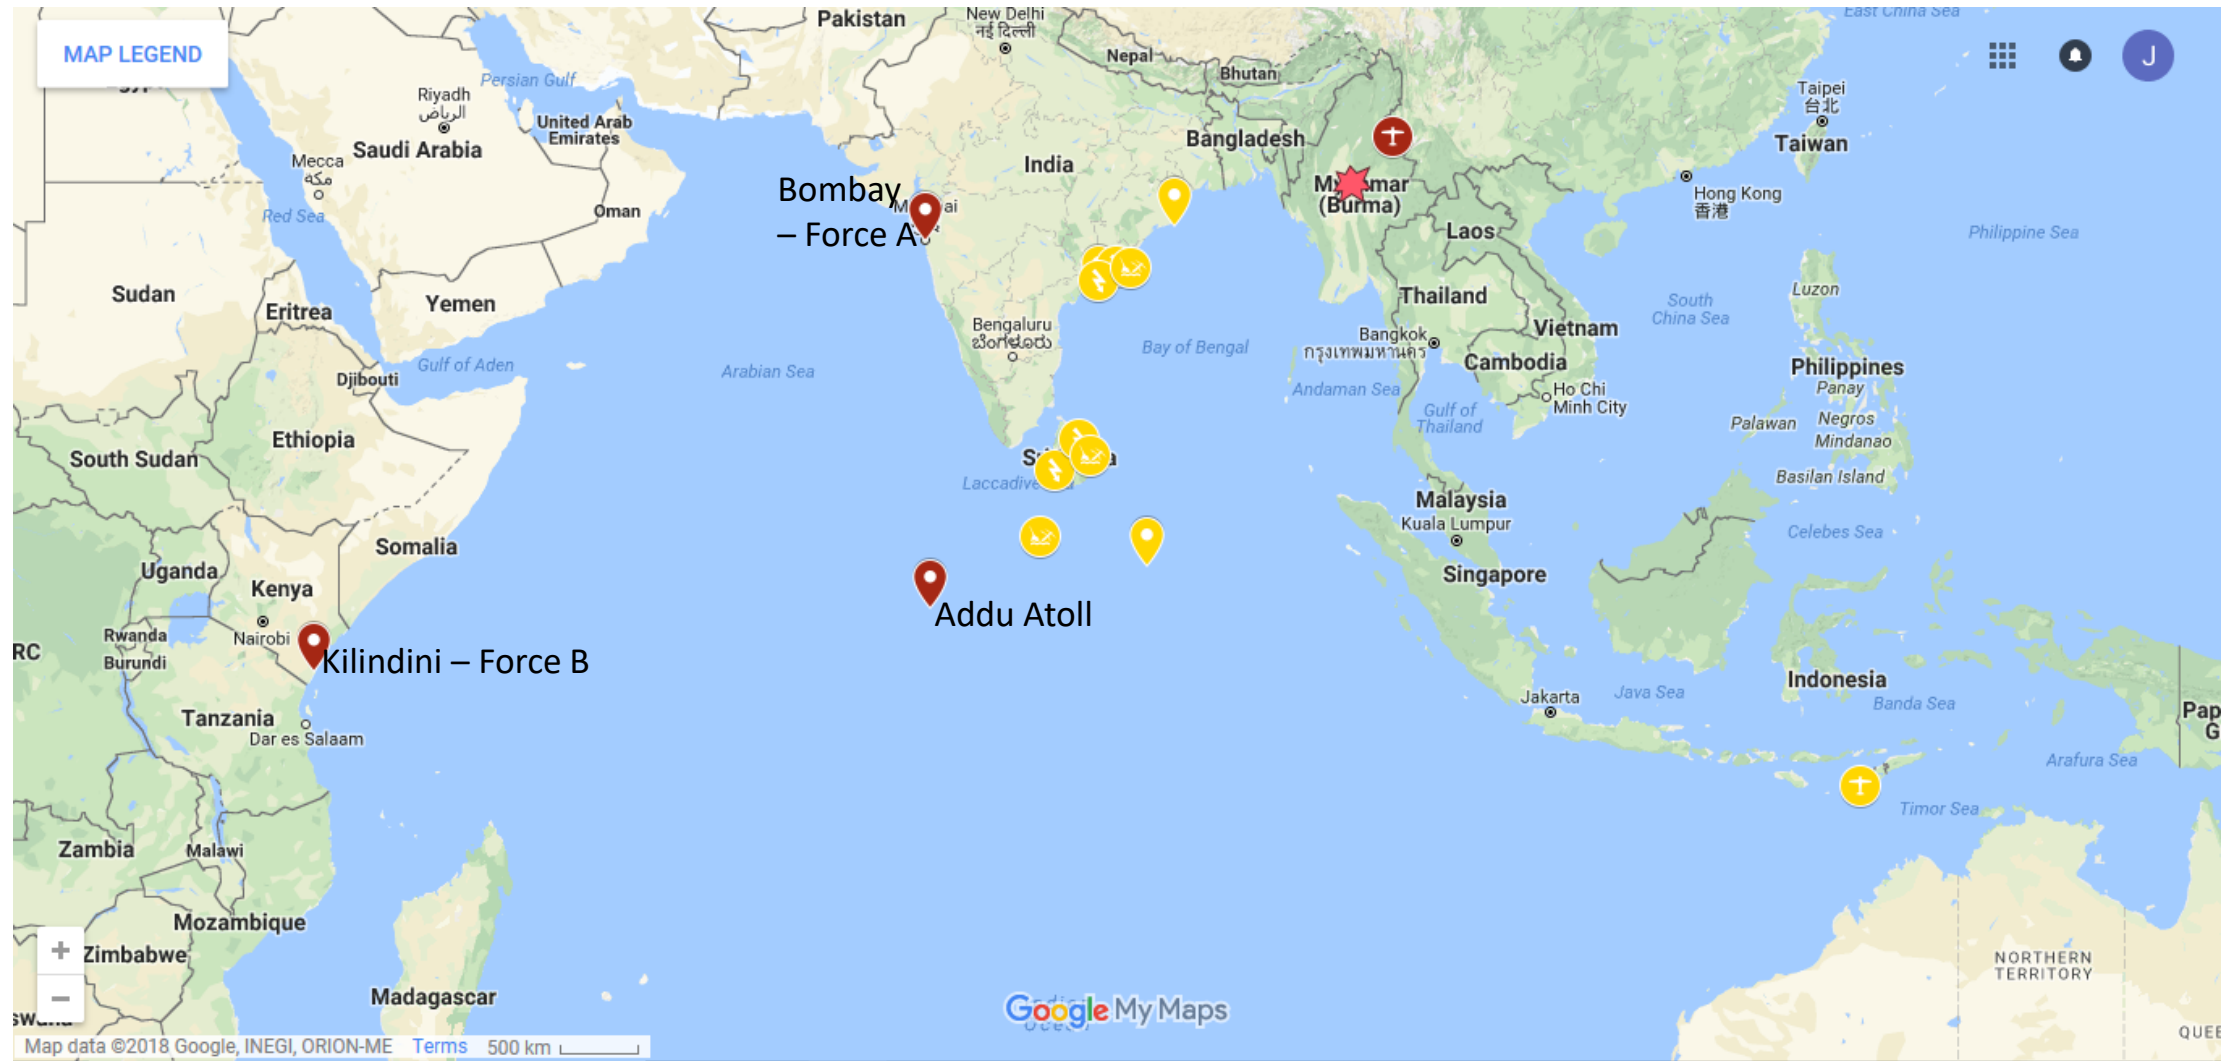 East China Sea
New Delhi
नई दिल्ली
Pakistan
MAP LEGEND
J
Nepal
Bhutan
Persian Gulf
Riyadh
الرياض
Taipei
台北
United Arab
Emirates
Bangladesh
Taiwan
Saudi Arabia
Mecca
مكة
India
Bombay
– Force A
(Burma)
Hong Kong
香港
Red Sea
Oman
Laos
Philippine Sea
Sudan
Yemen
Eritrea
Thailand
Luzon
South
China Sea
Bengaluru
ಬೆಂಗಳೂರು
Vietnam
Bangkok
กรุงเทพมหานคร
Bay of Bengal
Gulf of Aden
Arabian Sea
Cambodia
Philippines
Djibouti
Andaman Sea
Panay
Ho Chi
Minh City
Gulf of
Thailand
Palawan
Negros
Mindanao
Ethiopia
South Sudan
Laccadive
Basilan Island
Malaysia
Kuala Lumpur
Celebes Sea
Somalia
Uganda
Kenya
Singapore
Addu Atoll
Rwanda
Nairobi
RC
Burundi
Kilindini – Force B
Indonesia
Jakarta
Java Sea
Banda Sea
Tanzania
Dar es Salaam
Pap
G
Arafura Sea
Timor Sea
Zambia
Malawi
Mozambique
Zimbabwe
+
−
NORTHERN
TERRITORY
Madagascar
Google My Maps
Map data ©2018 Google, INEGI, ORION-ME Terms 500 km
QUEE